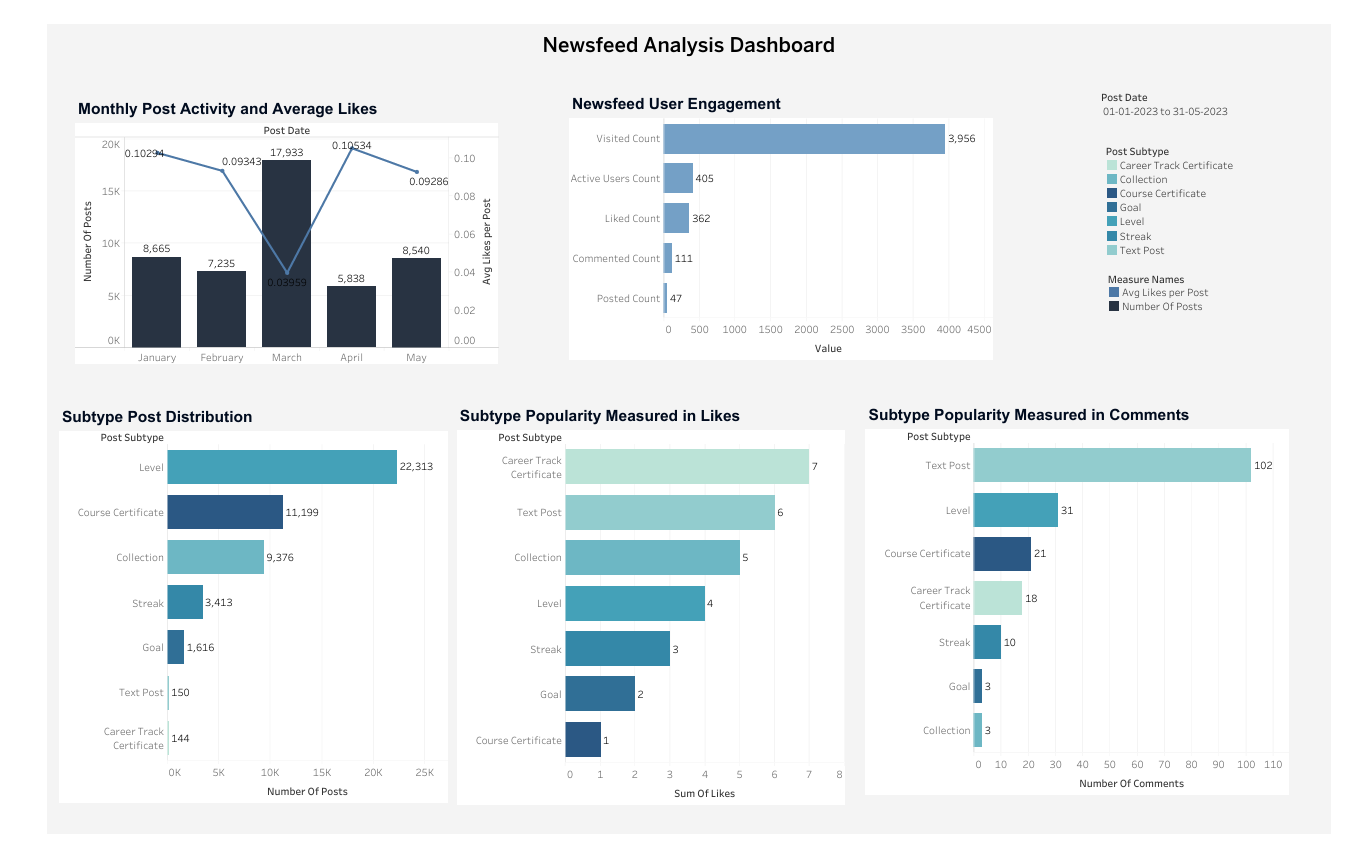 Newsfeed Analysis Dashboard
Monthly Post Activity and Average Likes
Post Date
20K
15K
10K
5K
0K
Number Of Posts
0.10294
0.09343
17,933
0.10534
0.09286
8,665
7,235
0.03959
5,838
8,540
0.10
0.08
0.06
0.04
0.02
0.00
Avg Likes per Post
January February March April May
Newsfeed User Engagement
Visited Count 3,956
Active Users Count 405
Liked Count 362
Commented Count 111
Posted Count 47
0 500 1000 1500 2000 2500 3000 3500 4000 4500
Value
Post Date
01-01-2023 to 31-05-2023
Post Subtype
Career Track Certificate
Collection
Course Certificate
Goal
Level
Streak
Text Post
Measure Names
Avg Likes per Post
Number Of Posts
Subtype Post Distribution
Post Subtype
Level 22,313
Course Certificate 11,199
Collection 9,376
Streak 3,413
Goal 1,616
Text Post 150
Career Track
Certificate 144
0K 5K 10K 15K 20K 25K
Number Of Posts
Subtype Popularity Measured in Likes
Post Subtype
Career Track
Certificate 7
Text Post 6
Collection 5
Level 4
Streak 3
Goal 2
Course Certificate 1
0 1 2 3 4 5 6 7 8
Sum Of Likes
Subtype Popularity Measured in Comments
Post Subtype
Text Post 102
Level 31
Course Certificate 21
Career Track
Certificate 18
Streak 10
Goal 3
Collection 3
0 10 20 30 40 50 60 70 80 90 100 110
Number Of Comments